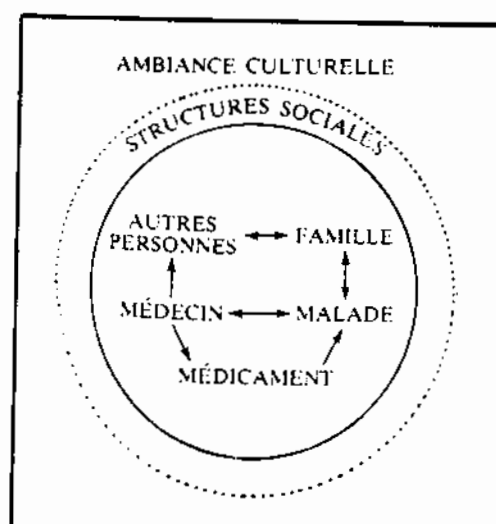 AMBIANCE CULTURELLE
STRUCTURES SOCIALES
AUTRES
PERSONNES
FAMILLE
MÉDECIN
MALADE
MÉDICAMENT